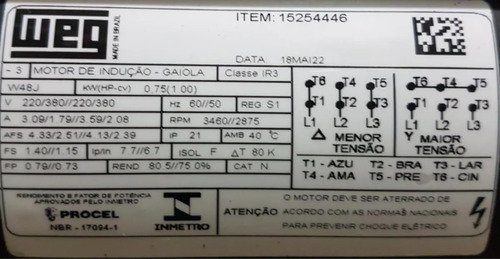 ITEM: 15254446
WEG
MADE IN BRAZIL
DATA: 18MAI22
~ 3 MOTOR DE INDUÇÃO - GAIOLA Classe IR3
W48J KW(HP-cv) 0.75(1.00)
V 220/380//220/380 Hz 60//50 REG S1
A 3.09/1.79//3.59/2.08 RPM 3460//2875
AFS 4.33/2.51//4.13/2.39 IP 21 AMB 40 °C
FS 1.40//1.15 Ip/In 7.7//6.7 ISOL F ΔT 80 K
FP 0.79//0.73 REND 80.5//75.0% CAT N
T6 T4 T5
T1 T2 T3
L1 L2 L3
Δ MENOR TENSÃO
T6 T4 T5
T1 T2 T3
L1 L2 L3
Y MAIOR TENSÃO
T1 - AZU T2 - BRA T3 - LAR
T4 - AMA T5 - PRE T6 - CIN
RENDIMENTO E FATOR DE POTÊNCIA
APROVADOS PELO INMETRO
PROCEL
NBR - 17094-1
INMETRO
ATENÇÃO
O MOTOR DEVE SER ATERRADO DE
ACORDO COM AS NORMAS NACIONAIS
PARA PREVENIR CHOQUE ELÉTRICO